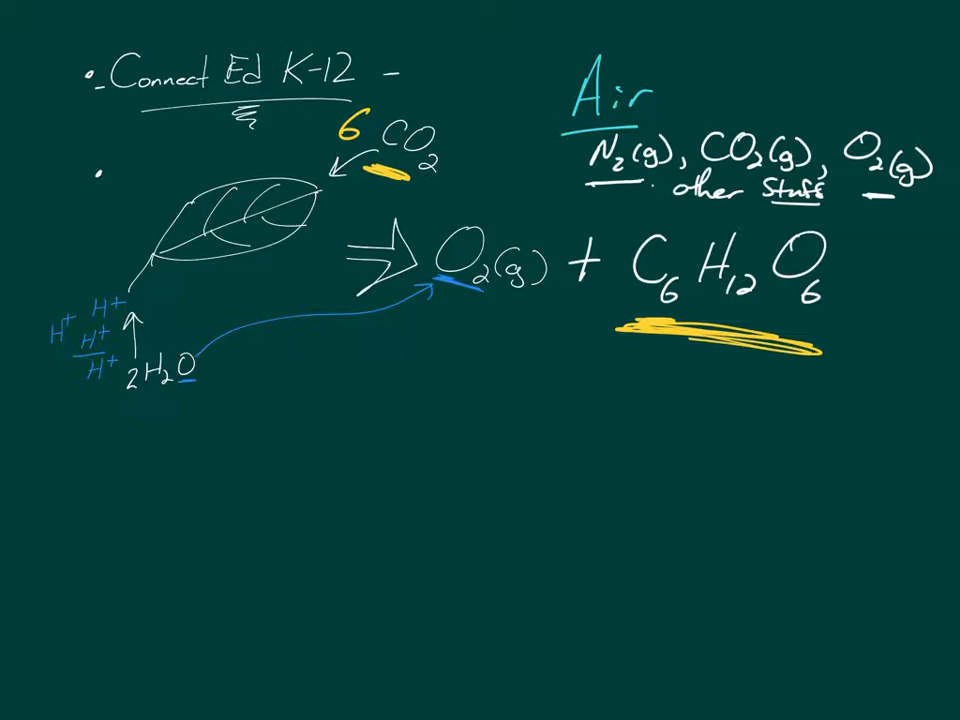 • - Connect Ed K-12 -
Air
6 CO₂
N₂(g), CO₂(g), O₂(g)
other Stuff
•
O₂(g) + C₆H₁₂O₆
H⁺ H⁺
H⁺
H⁺
2H₂O